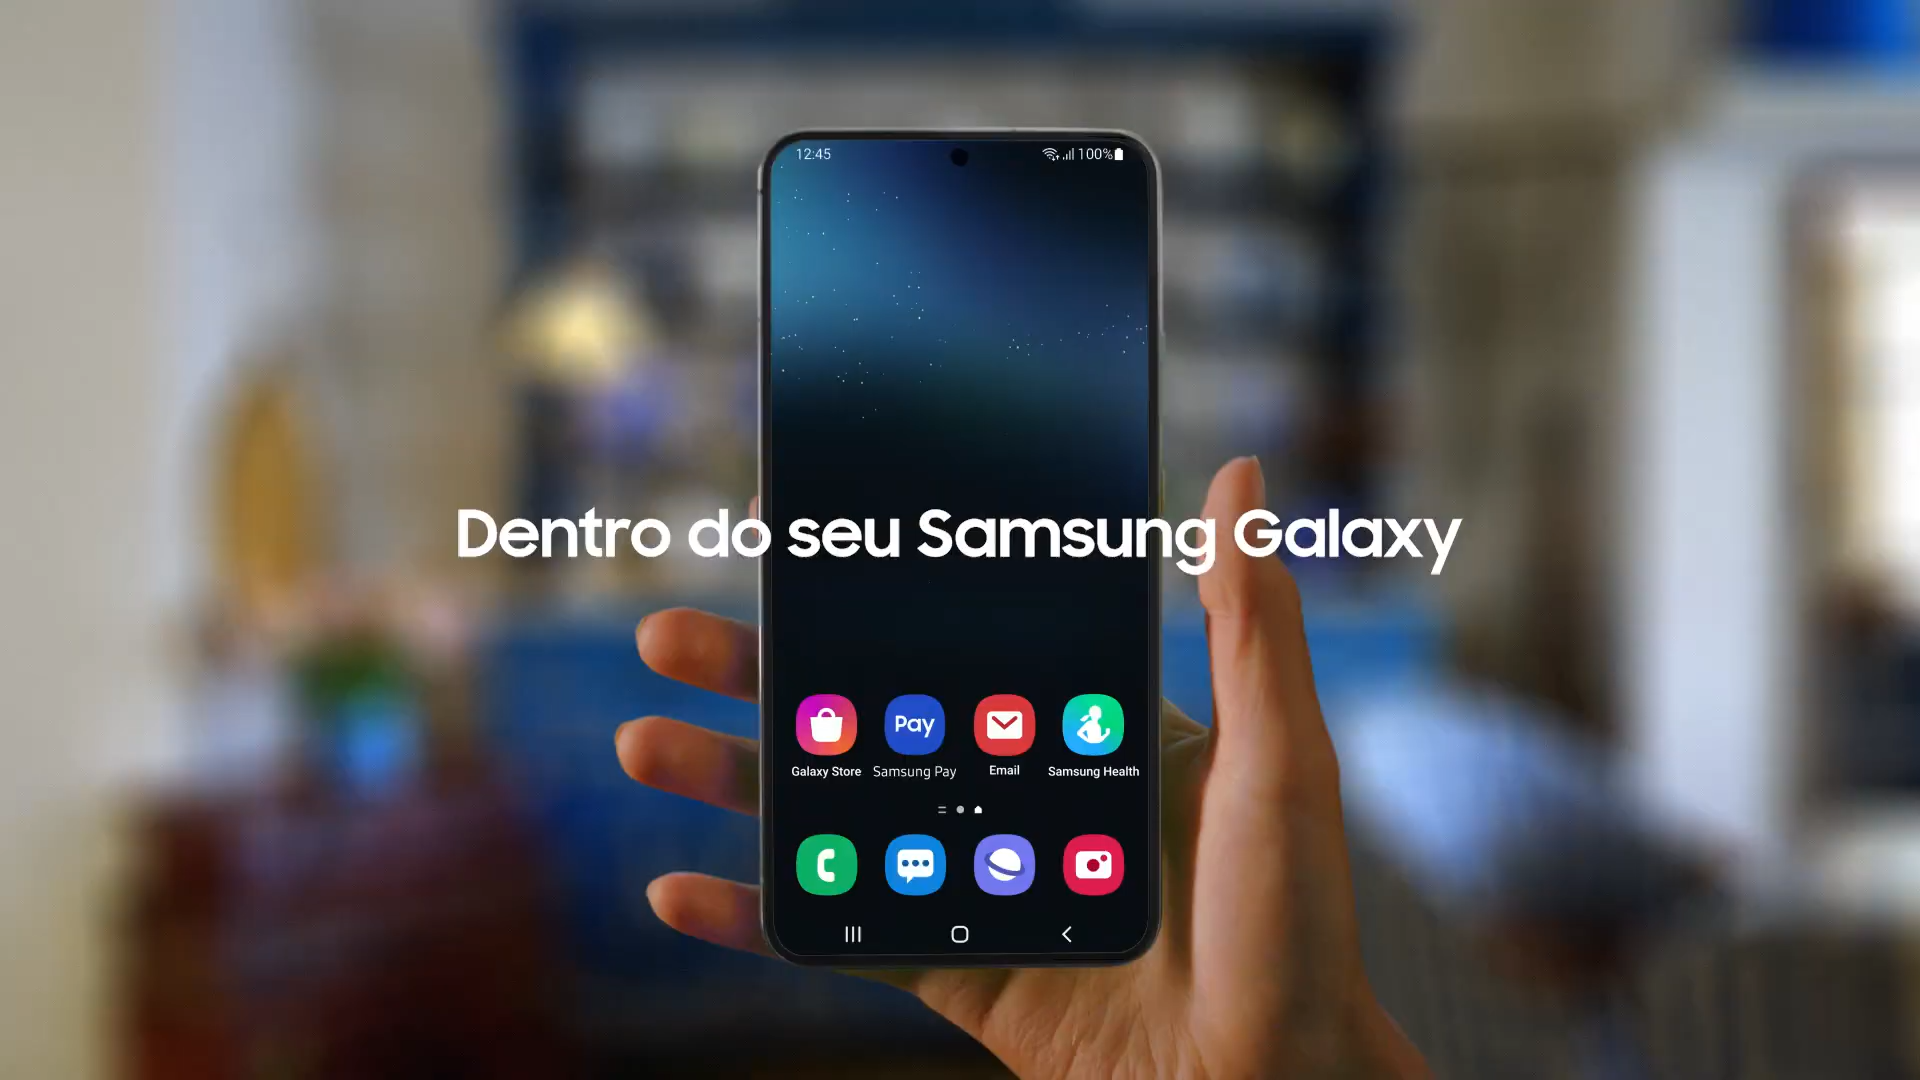 12:45 100%
Dentro do seu Samsung Galaxy
Pay
Galaxy Store Samsung Pay Email Samsung Health